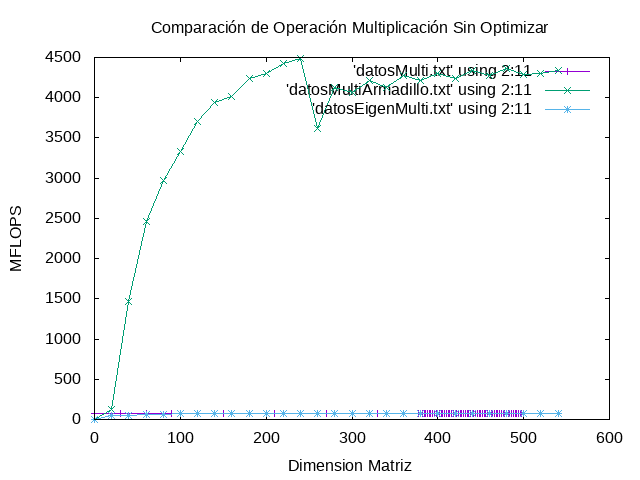 Comparación de Operación Multiplicación Sin Optimizar
4500
4000
3500
3000
2500
2000
1500
1000
500
0
MFLOPS
'datosMulti.txt' using 2:11
'datosMultiArmadillo.txt' using 2:11
'datosEigenMulti.txt' using 2:11
0 100 200 300 400 500 600
Dimension Matriz